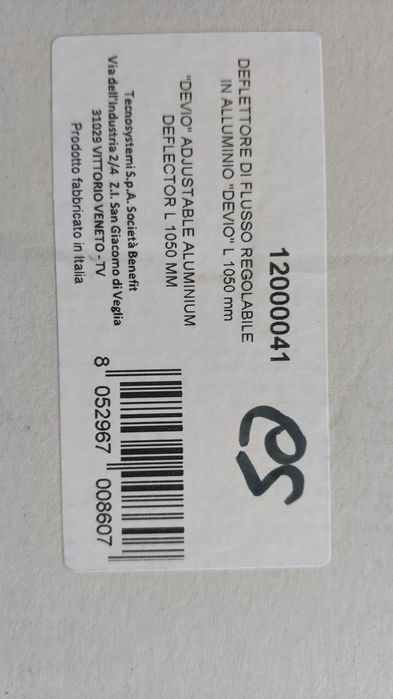 12000041
DEFLETTORE DI FLUSSO REGOLABILE
IN ALLUMINIO "DEVIO" L 1050 mm
"DEVIO" ADJUSTABLE ALUMINIUM
DEFLECTOR L 1050 MM
Tecnosystemi S.p.A. Società Benefit
Via dell'Industria 2/4 Z.I. San Giacomo di Veglia
31029 VITTORIO VENETO - TV
Prodotto fabbricato in Italia
8 052967 008607